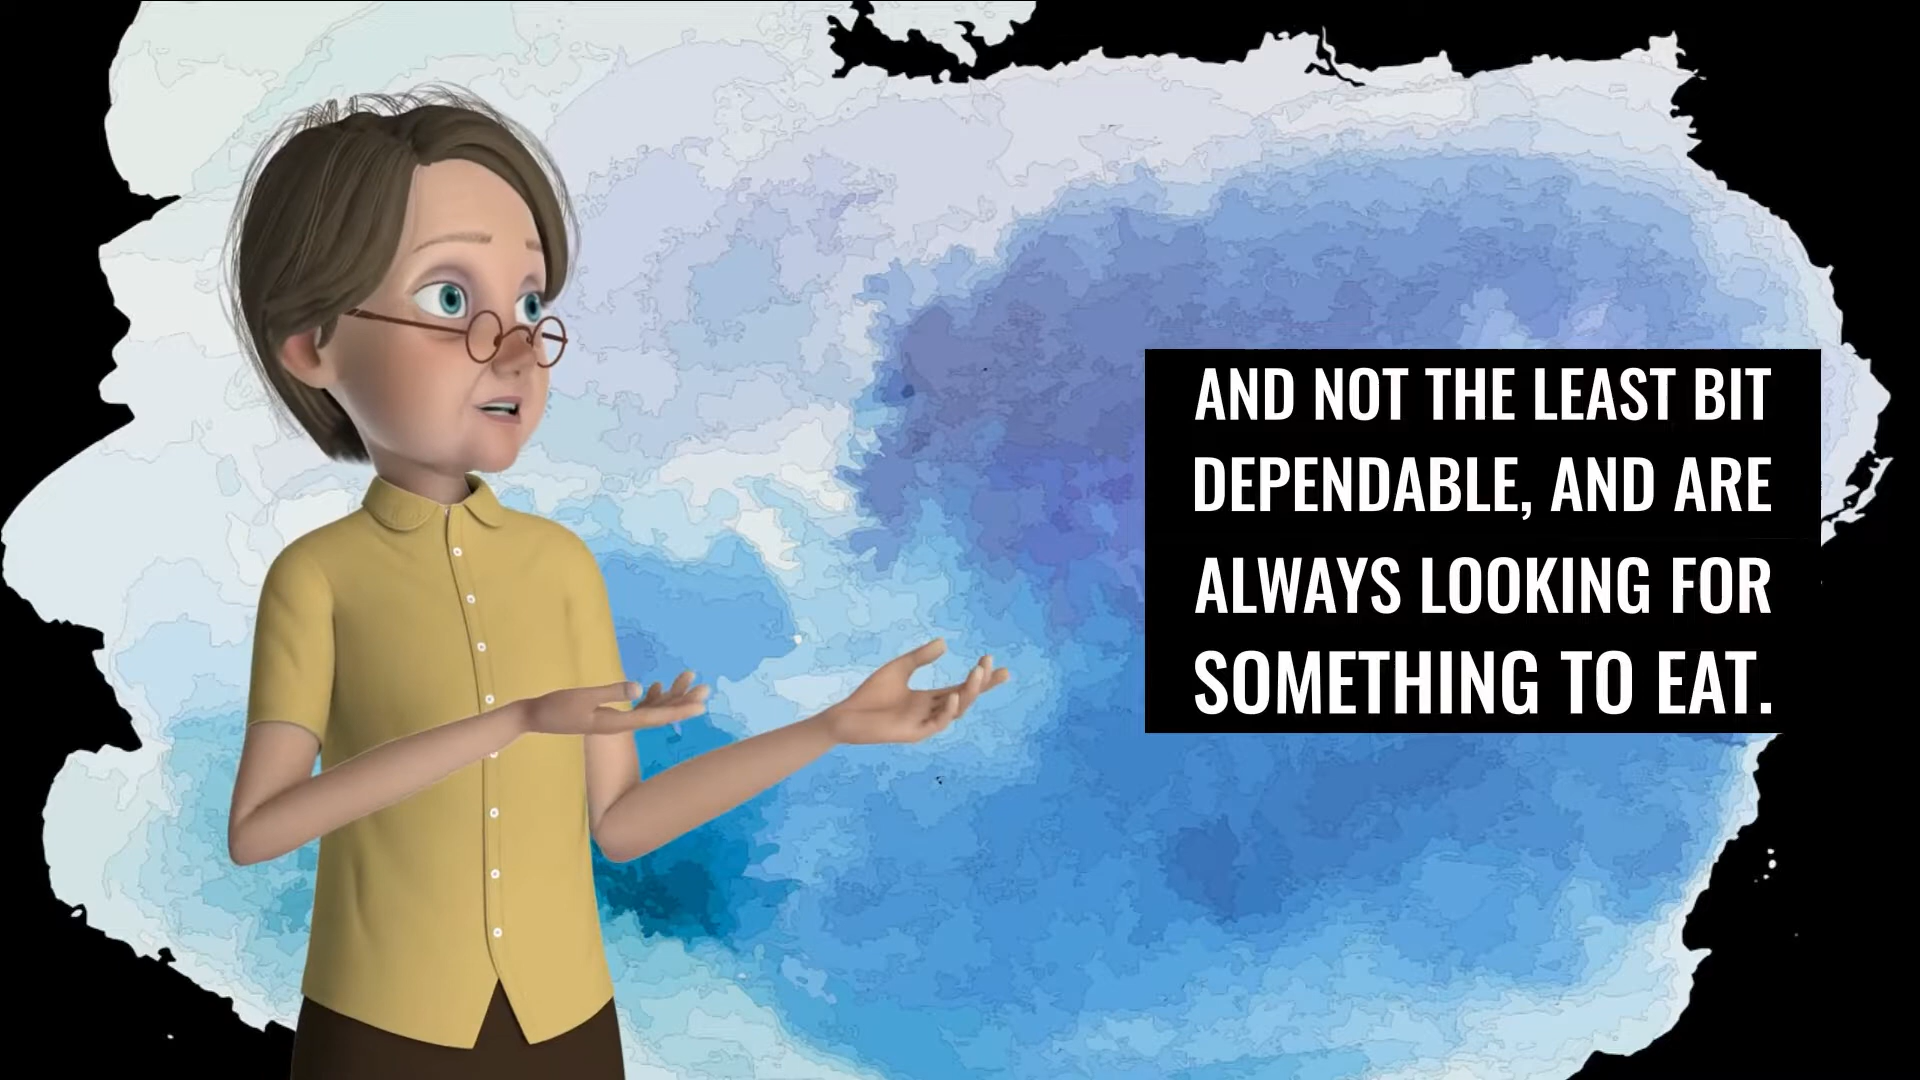 AND NOT THE LEAST BIT
DEPENDABLE, AND ARE
ALWAYS LOOKING FOR
SOMETHING TO EAT.